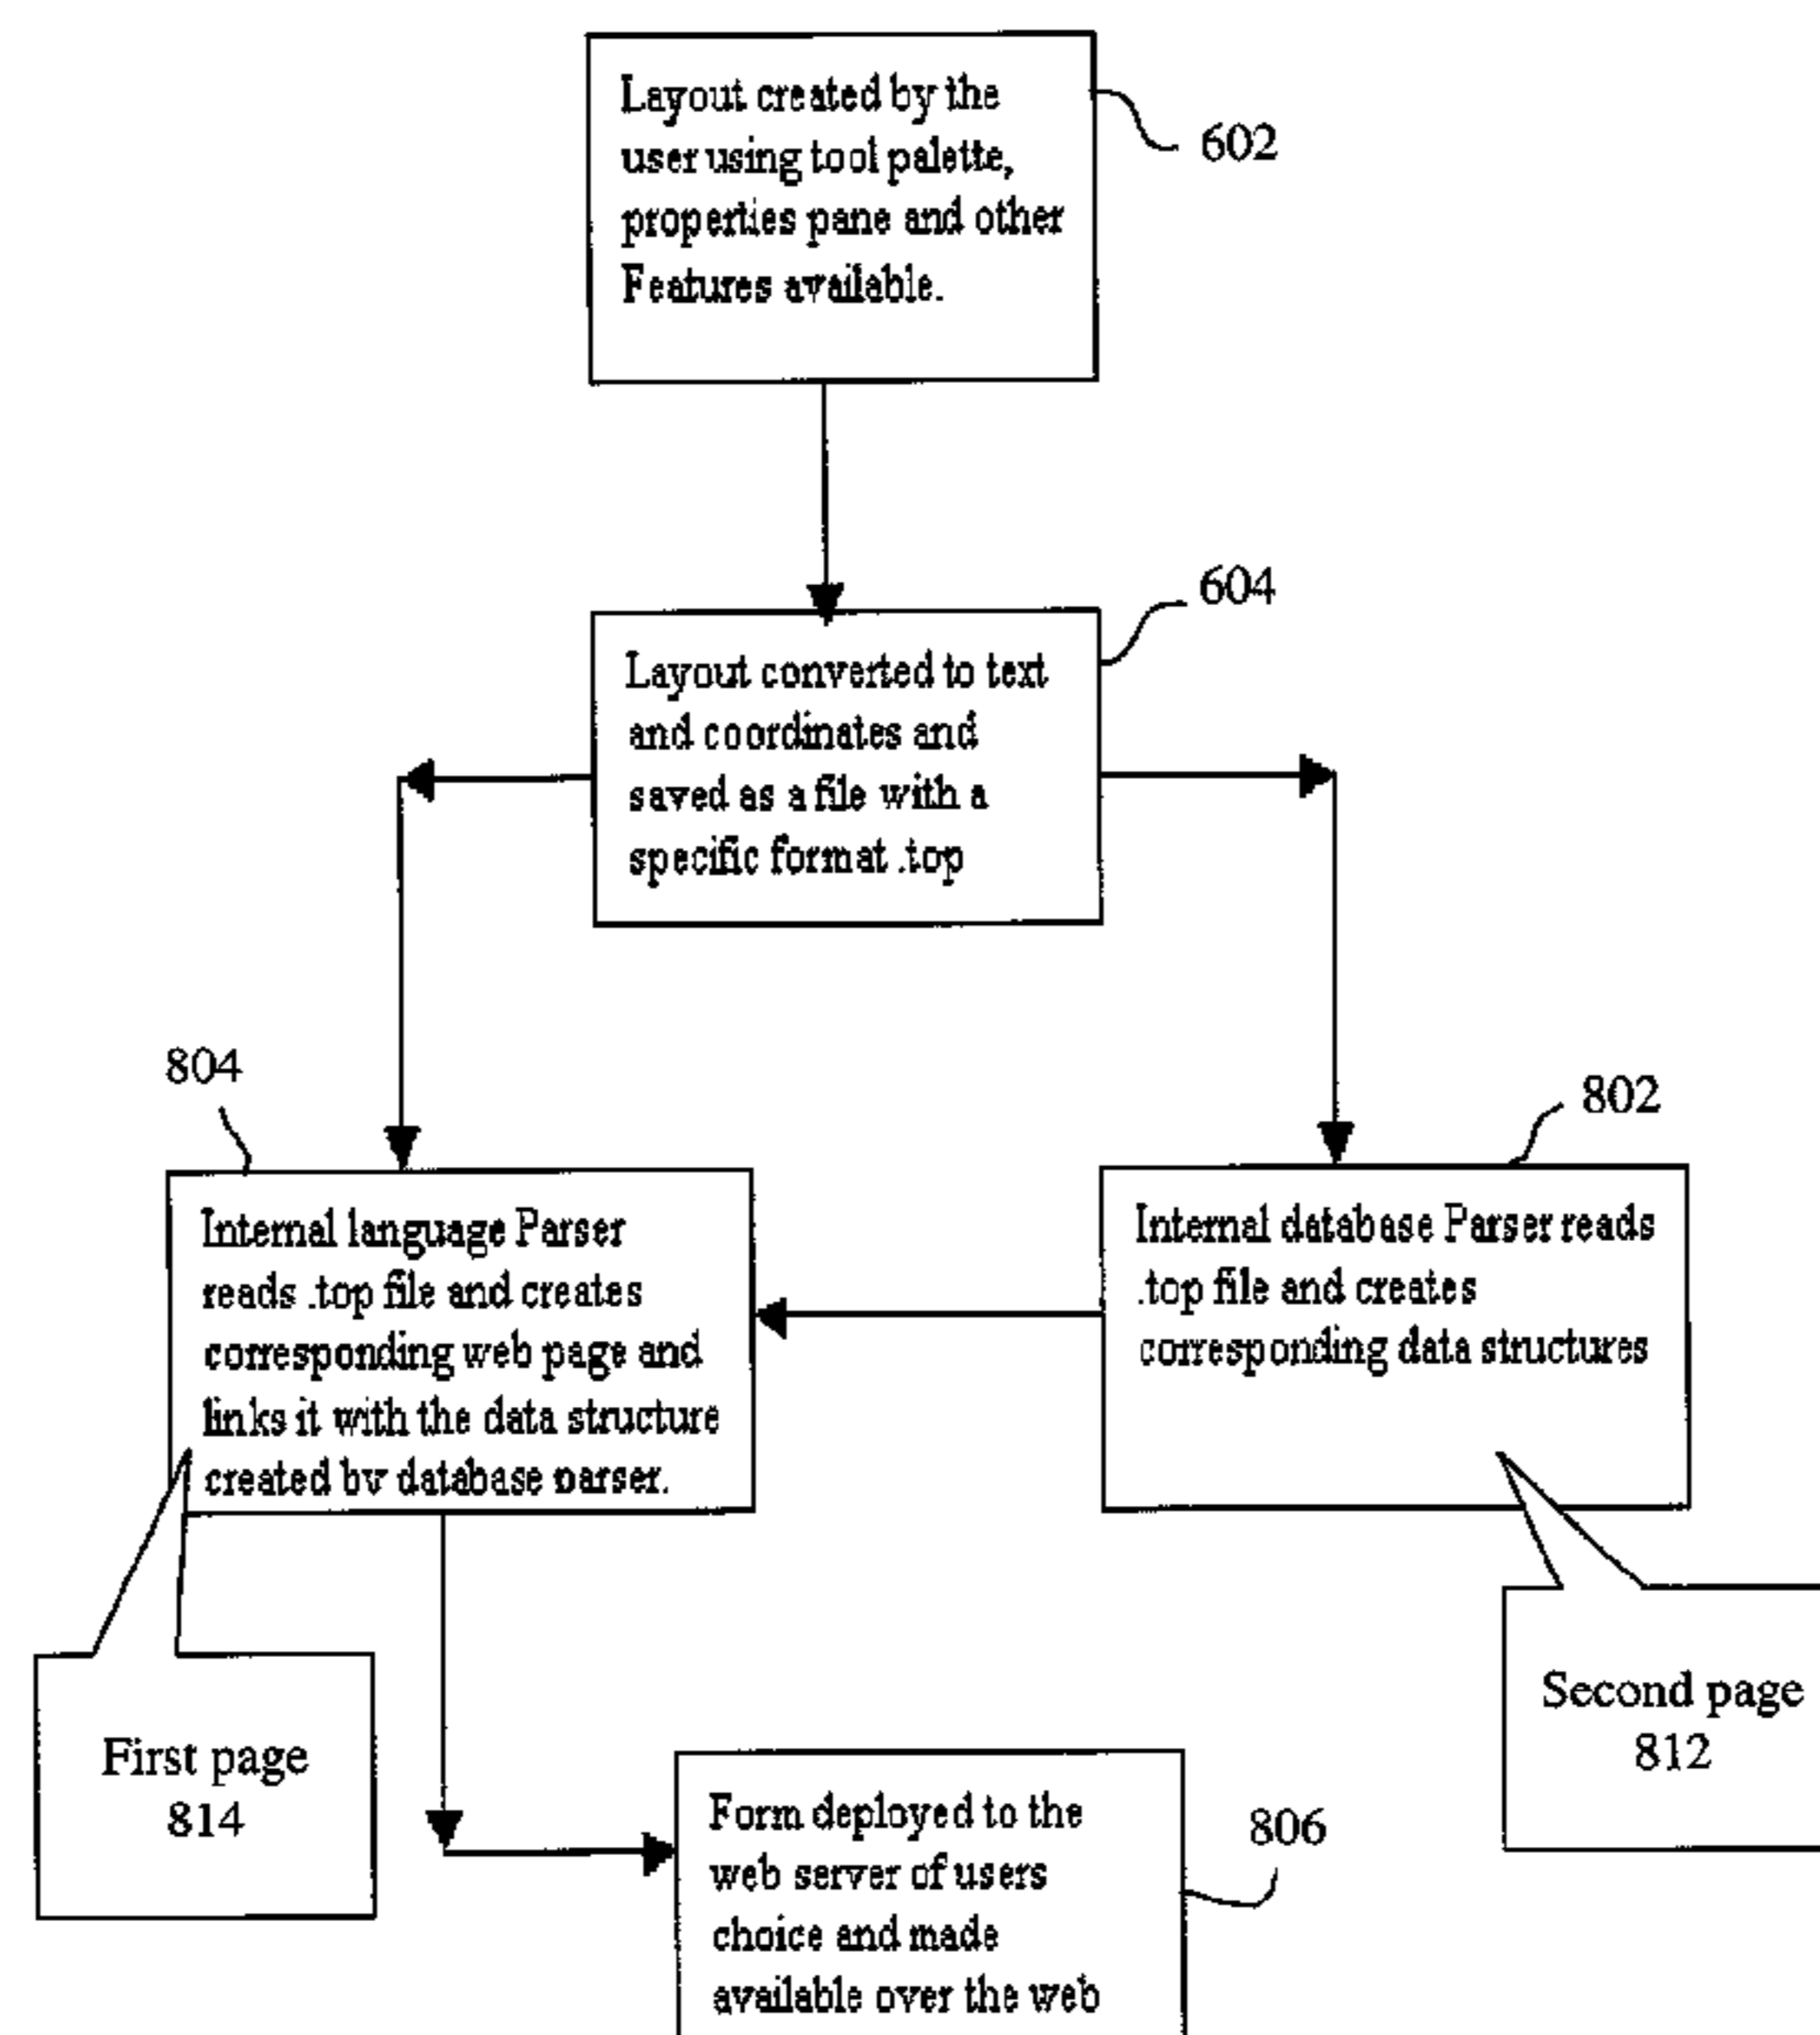 Layout created by the
user using tool palette,
properties pane and other
Features available.
602
604
Layout converted to text
and coordinates and
saved as a file with a
specific format .top
804
802
Internal language Parser
reads .top file and creates
corresponding web page and
links it with the data structure
created by database parser.
Internal database Parser reads
.top file and creates
corresponding data structures
First page
814
Second page
812
Form deployed to the
web server of users
choice and made
available over the web
806